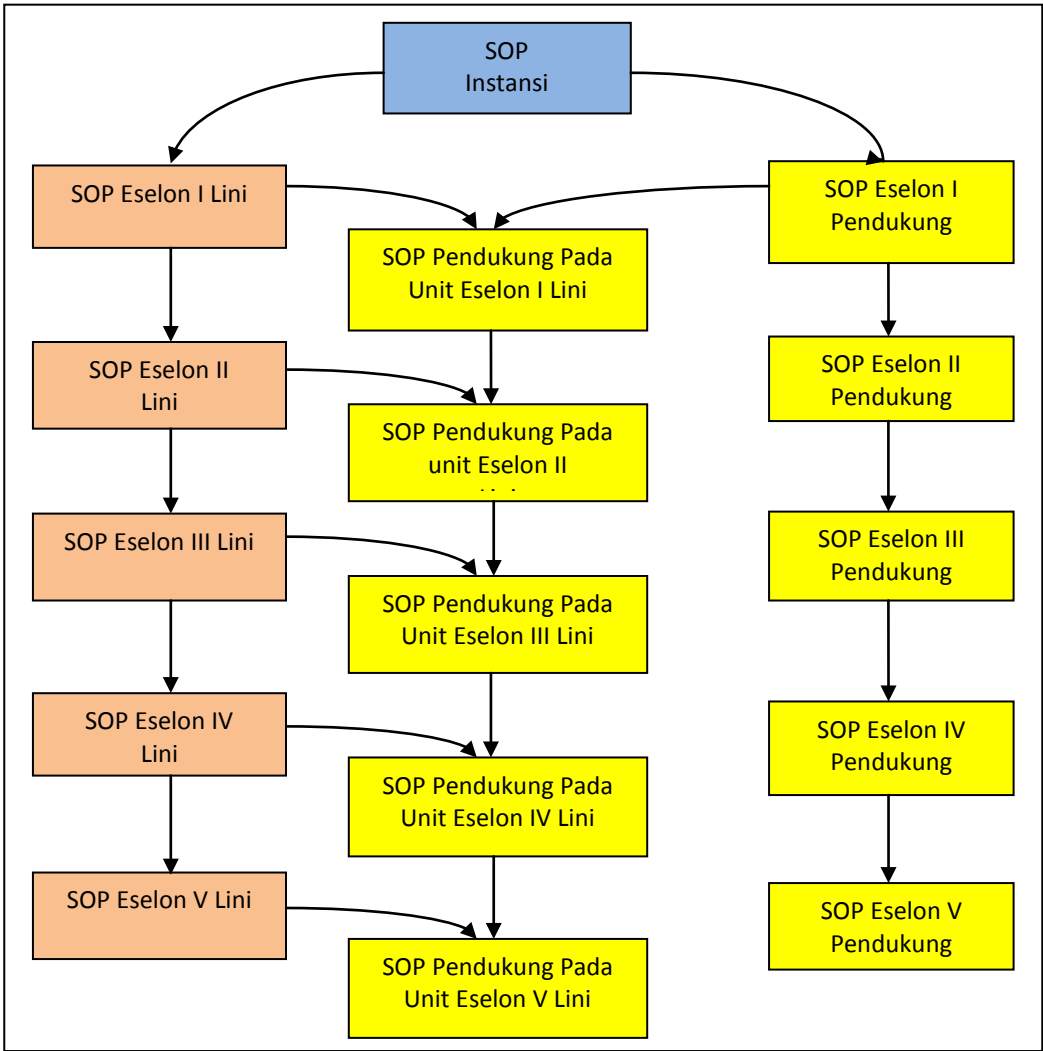 SOP
Instansi
SOP Eselon I Lini
SOP Eselon I
Pendukung
SOP Pendukung Pada
Unit Eselon I Lini
SOP Eselon II
Lini
SOP Eselon II
Pendukung
SOP Pendukung Pada
unit Eselon II
SOP Eselon III Lini
SOP Eselon III
Pendukung
SOP Pendukung Pada
Unit Eselon III Lini
SOP Eselon IV
Lini
SOP Eselon IV
Pendukung
SOP Pendukung Pada
Unit Eselon IV Lini
SOP Eselon V Lini
SOP Eselon V
Pendukung
SOP Pendukung Pada
Unit Eselon V Lini